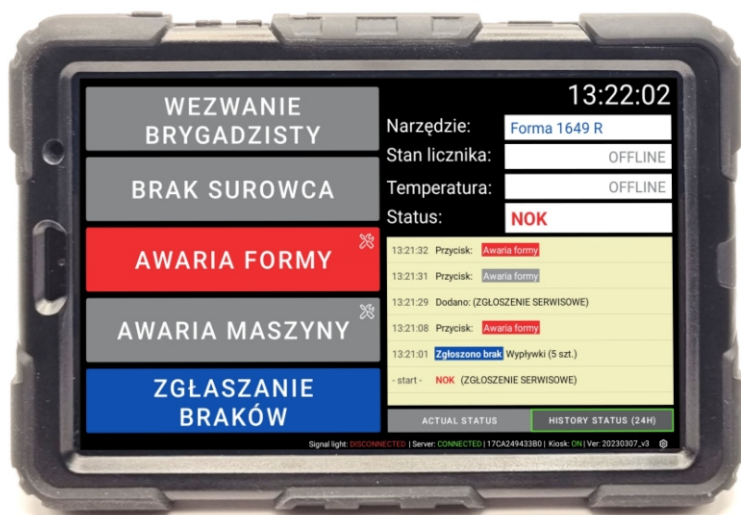 WEZWANIE
BRYGADZISTY
BRAK SUROWCA
AWARIA FORMY
AWARIA MASZYNY
ZGŁASZANIE
BRAKÓW
13:22:02
Narzędzie: Forma 1649 R
Stan licznika: OFFLINE
Temperatura: OFFLINE
Status: NOK
13:21:32 Przycisk: Awaria formy
13:21:31 Przycisk: Awaria formy
13:21:29 Dodano: (ZGŁOSZENIE SERWISOWE)
13:21:08 Przycisk: Awaria formy
13:21:01 Zgłoszono brak Wypływki (5 szt.)
- start - NOK (ZGŁOSZENIE SERWISOWE)
ACTUAL STATUS HISTORY STATUS (24H)
Signal light: DISCONNECTED | Server: CONNECTED | 17CA249433B0 | Kiosk: ON | Ver: 20230307_v3